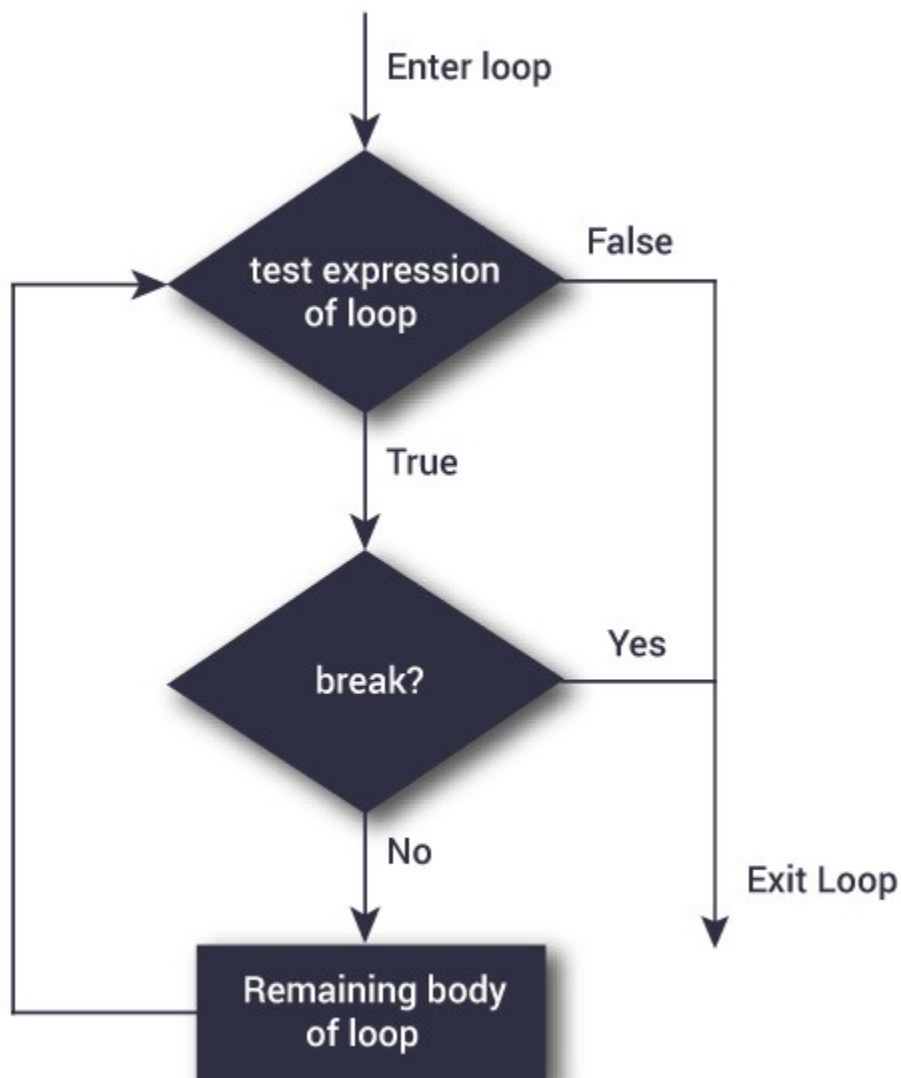 Enter loop
test expression
of loop
False
True
break?
Yes
No
Exit Loop
Remaining body
of loop